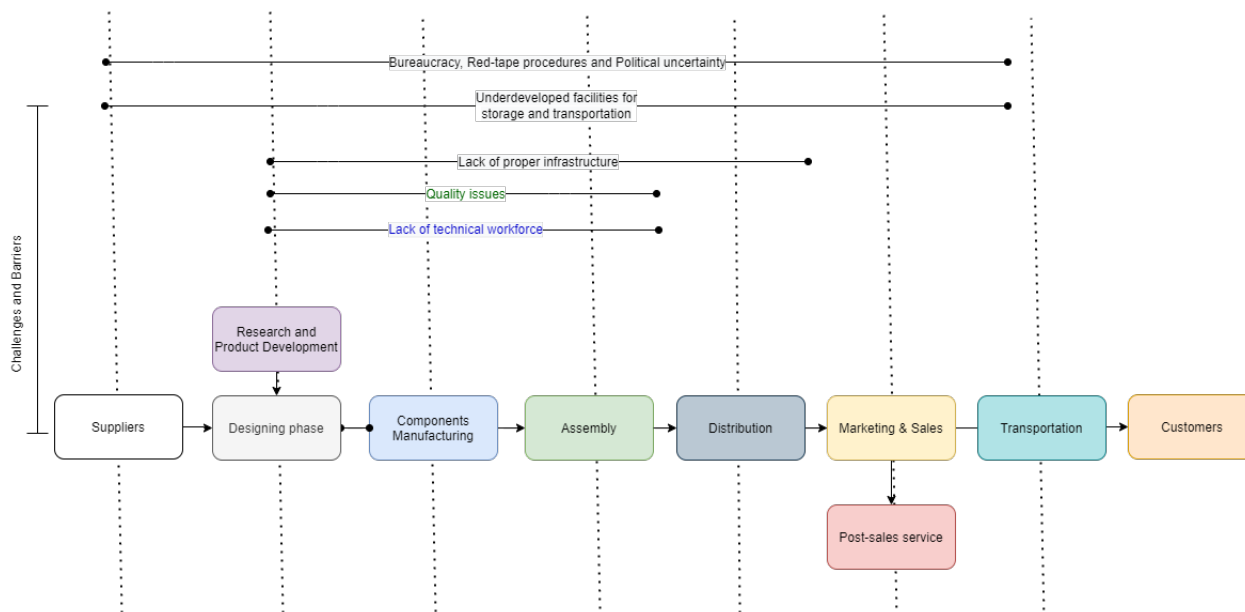 Bureaucracy, Red-tape procedures and Political uncertainty
Underdeveloped facilities for
storage and transportation
Lack of proper infrastructure
Quality issues
Lack of technical workforce
Challenges and Barriers
Research and
Product Development
Suppliers
Designing phase
Components
Manufacturing
Assembly
Distribution
Marketing & Sales
Transportation
Customers
Post-sales service